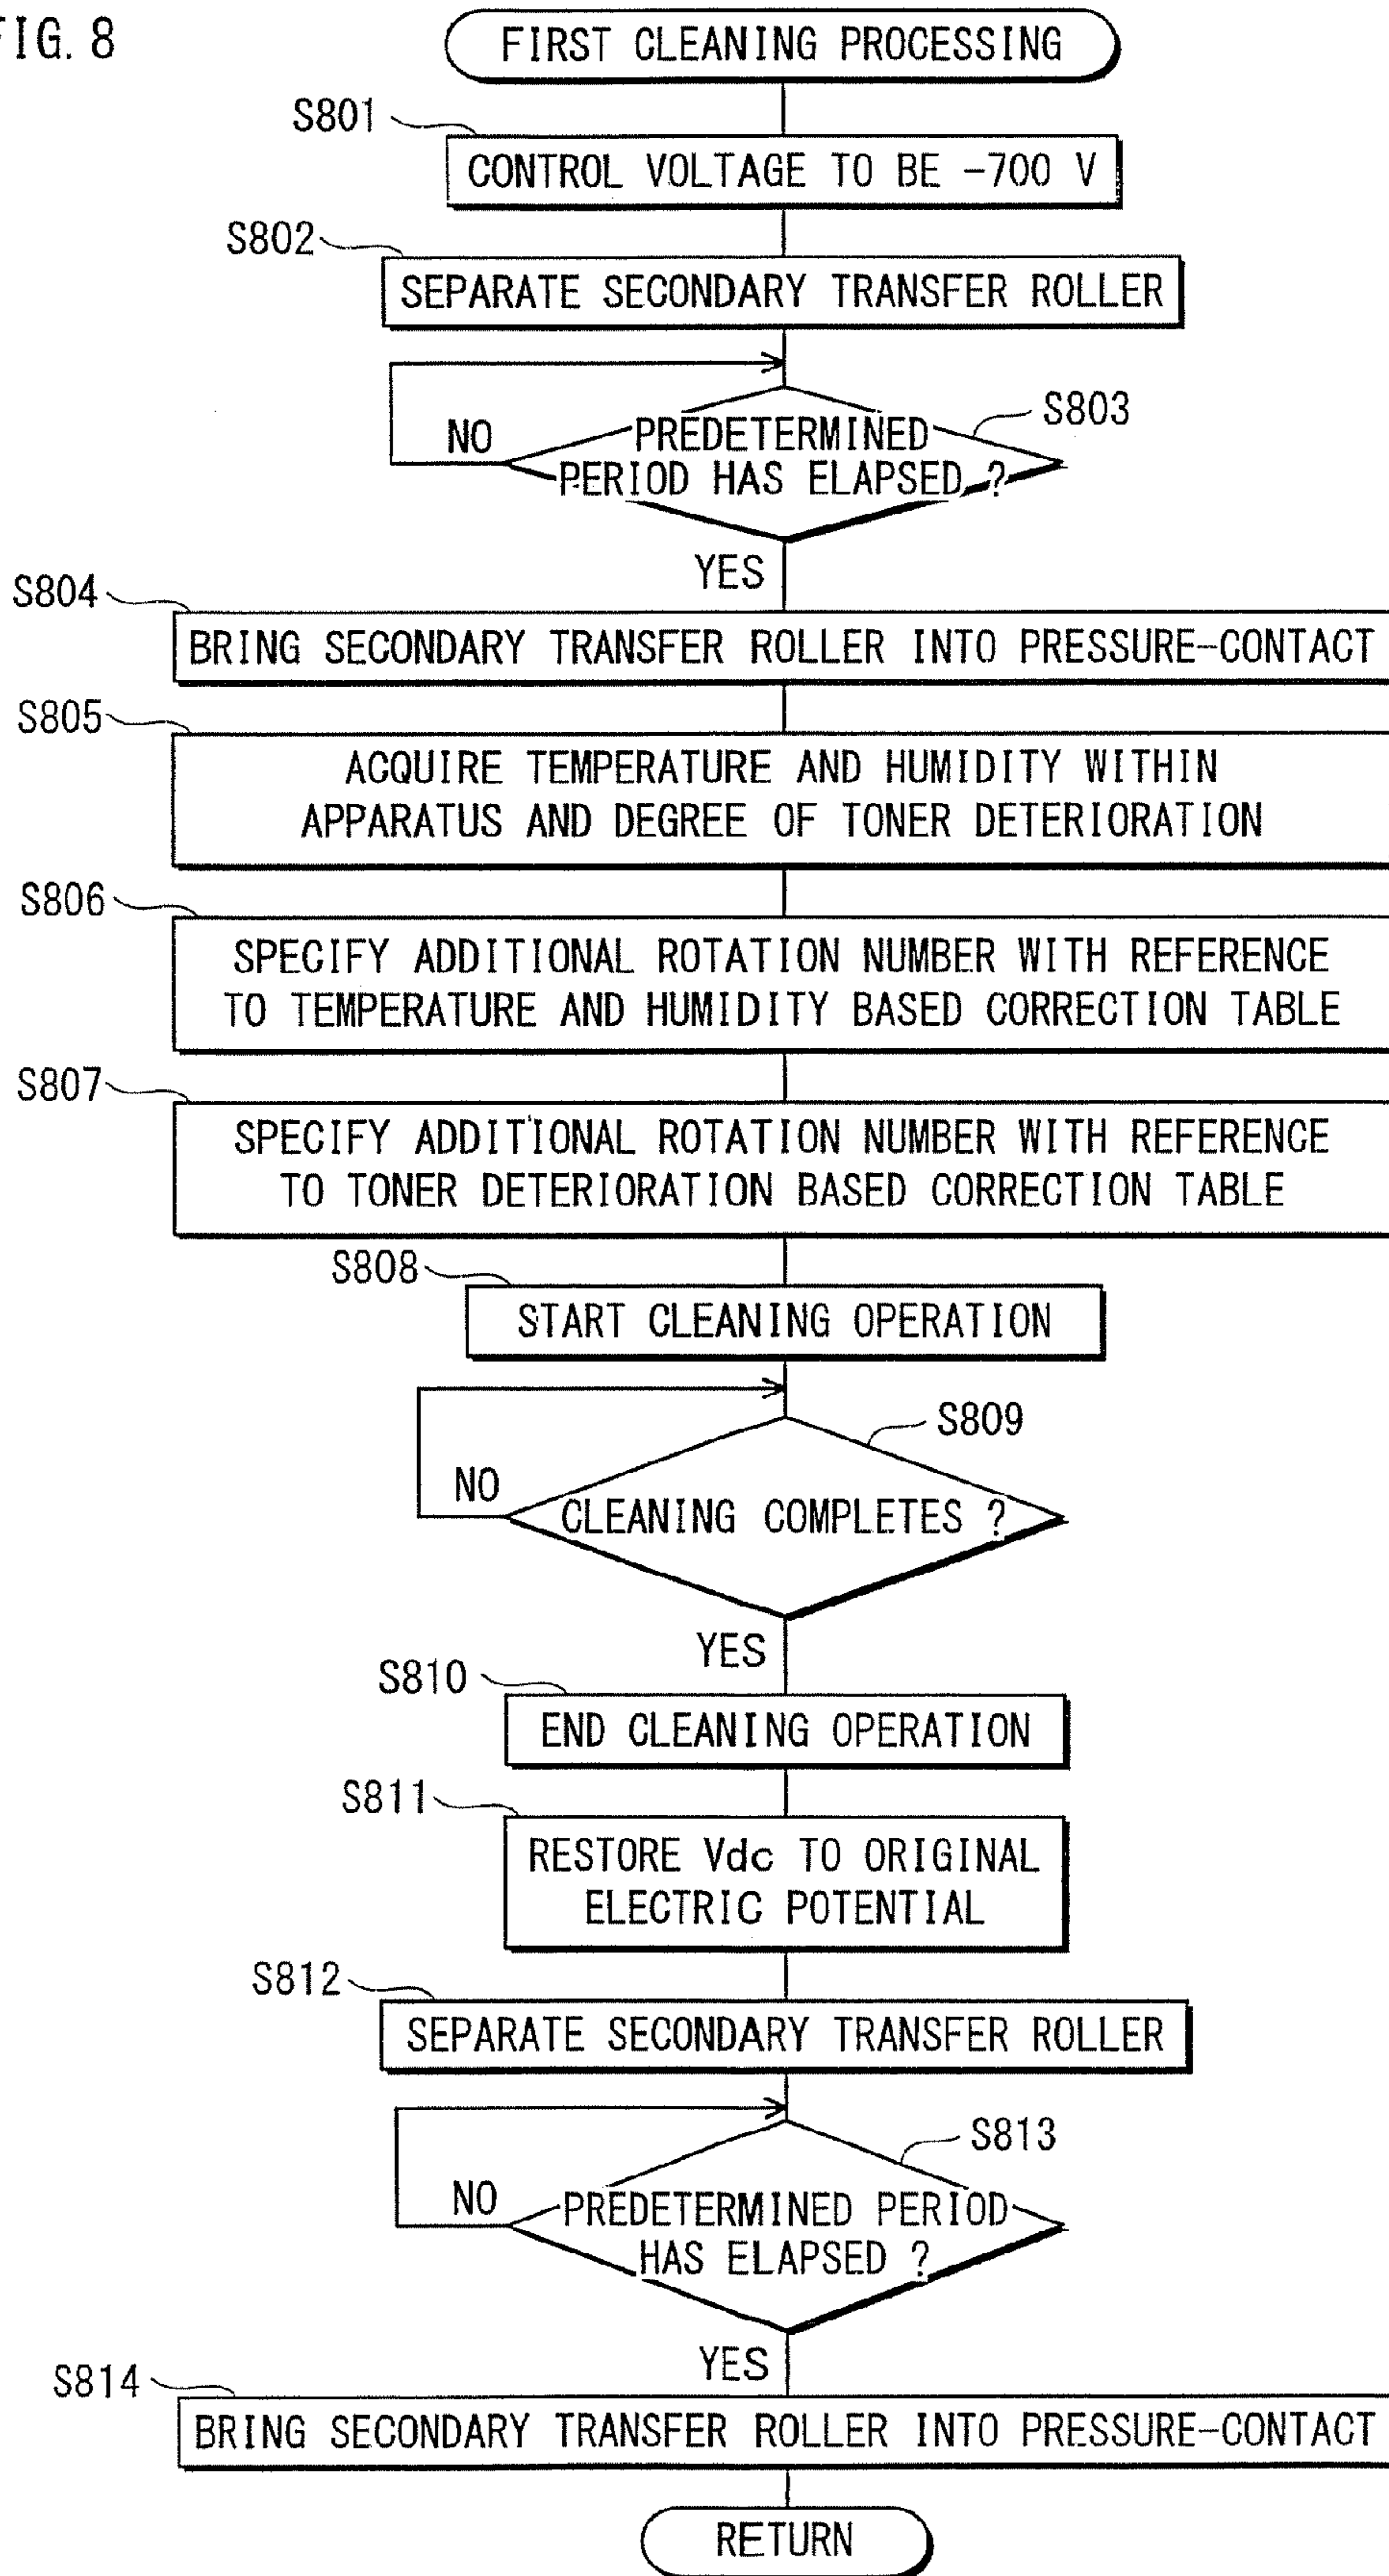 FIG. 8
FIRST CLEANING PROCESSING
S801
CONTROL VOLTAGE TO BE -700 V
S802
SEPARATE SECONDARY TRANSFER ROLLER
S803
NO
PREDETERMINED
PERIOD HAS ELAPSED ?
YES
S804
BRING SECONDARY TRANSFER ROLLER INTO PRESSURE-CONTACT
S805
ACQUIRE TEMPERATURE AND HUMIDITY WITHIN
APPARATUS AND DEGREE OF TONER DETERIORATION
S806
SPECIFY ADDITIONAL ROTATION NUMBER WITH REFERENCE
TO TEMPERATURE AND HUMIDITY BASED CORRECTION TABLE
S807
SPECIFY ADDITIONAL ROTATION NUMBER WITH REFERENCE
TO TONER DETERIORATION BASED CORRECTION TABLE
S808
START CLEANING OPERATION
S809
NO
CLEANING COMPLETES ?
YES
S810
END CLEANING OPERATION
S811
RESTORE Vdc TO ORIGINAL
ELECTRIC POTENTIAL
S812
SEPARATE SECONDARY TRANSFER ROLLER
S813
NO
PREDETERMINED PERIOD
HAS ELAPSED ?
YES
S814
BRING SECONDARY TRANSFER ROLLER INTO PRESSURE-CONTACT
RETURN